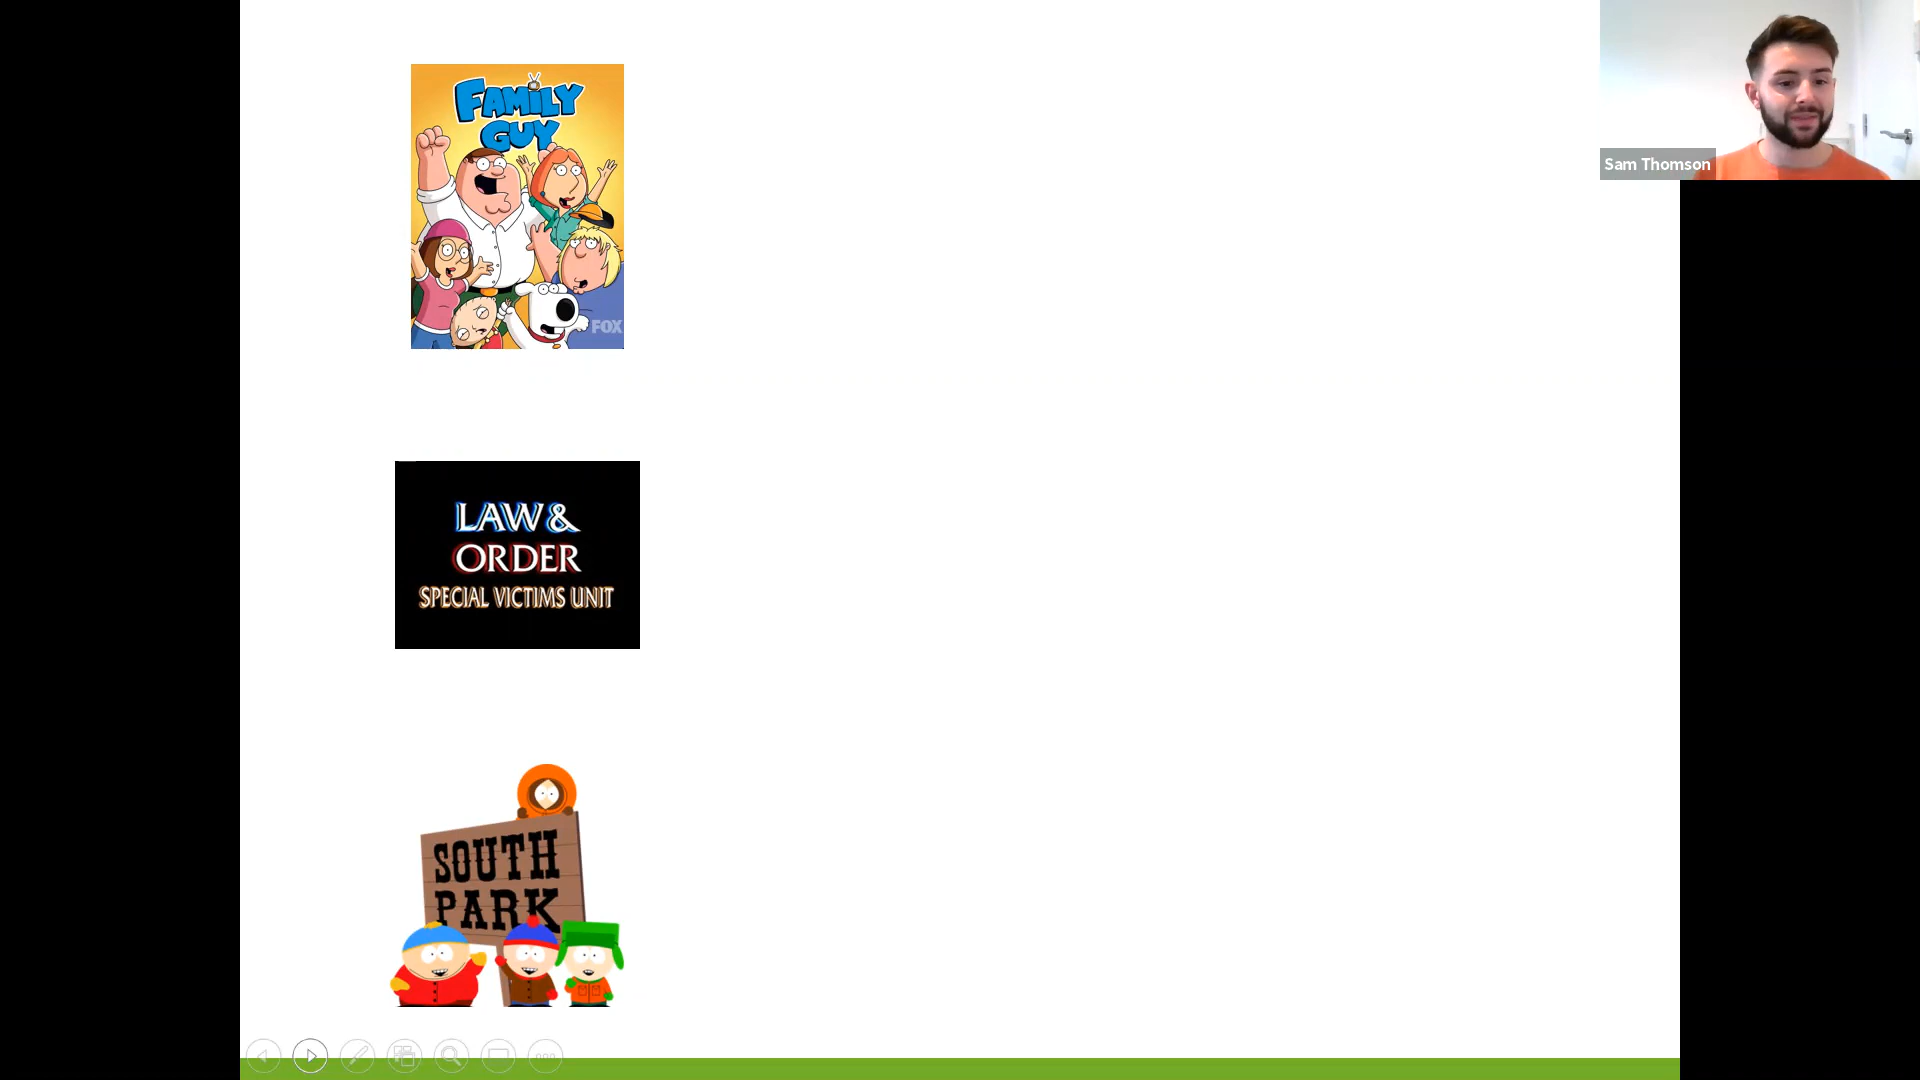 FAMILY
GUY
FOX
Sam Thomson
LAW &
ORDER
SPECIAL VICTIMS UNIT
SOUTH
PARK